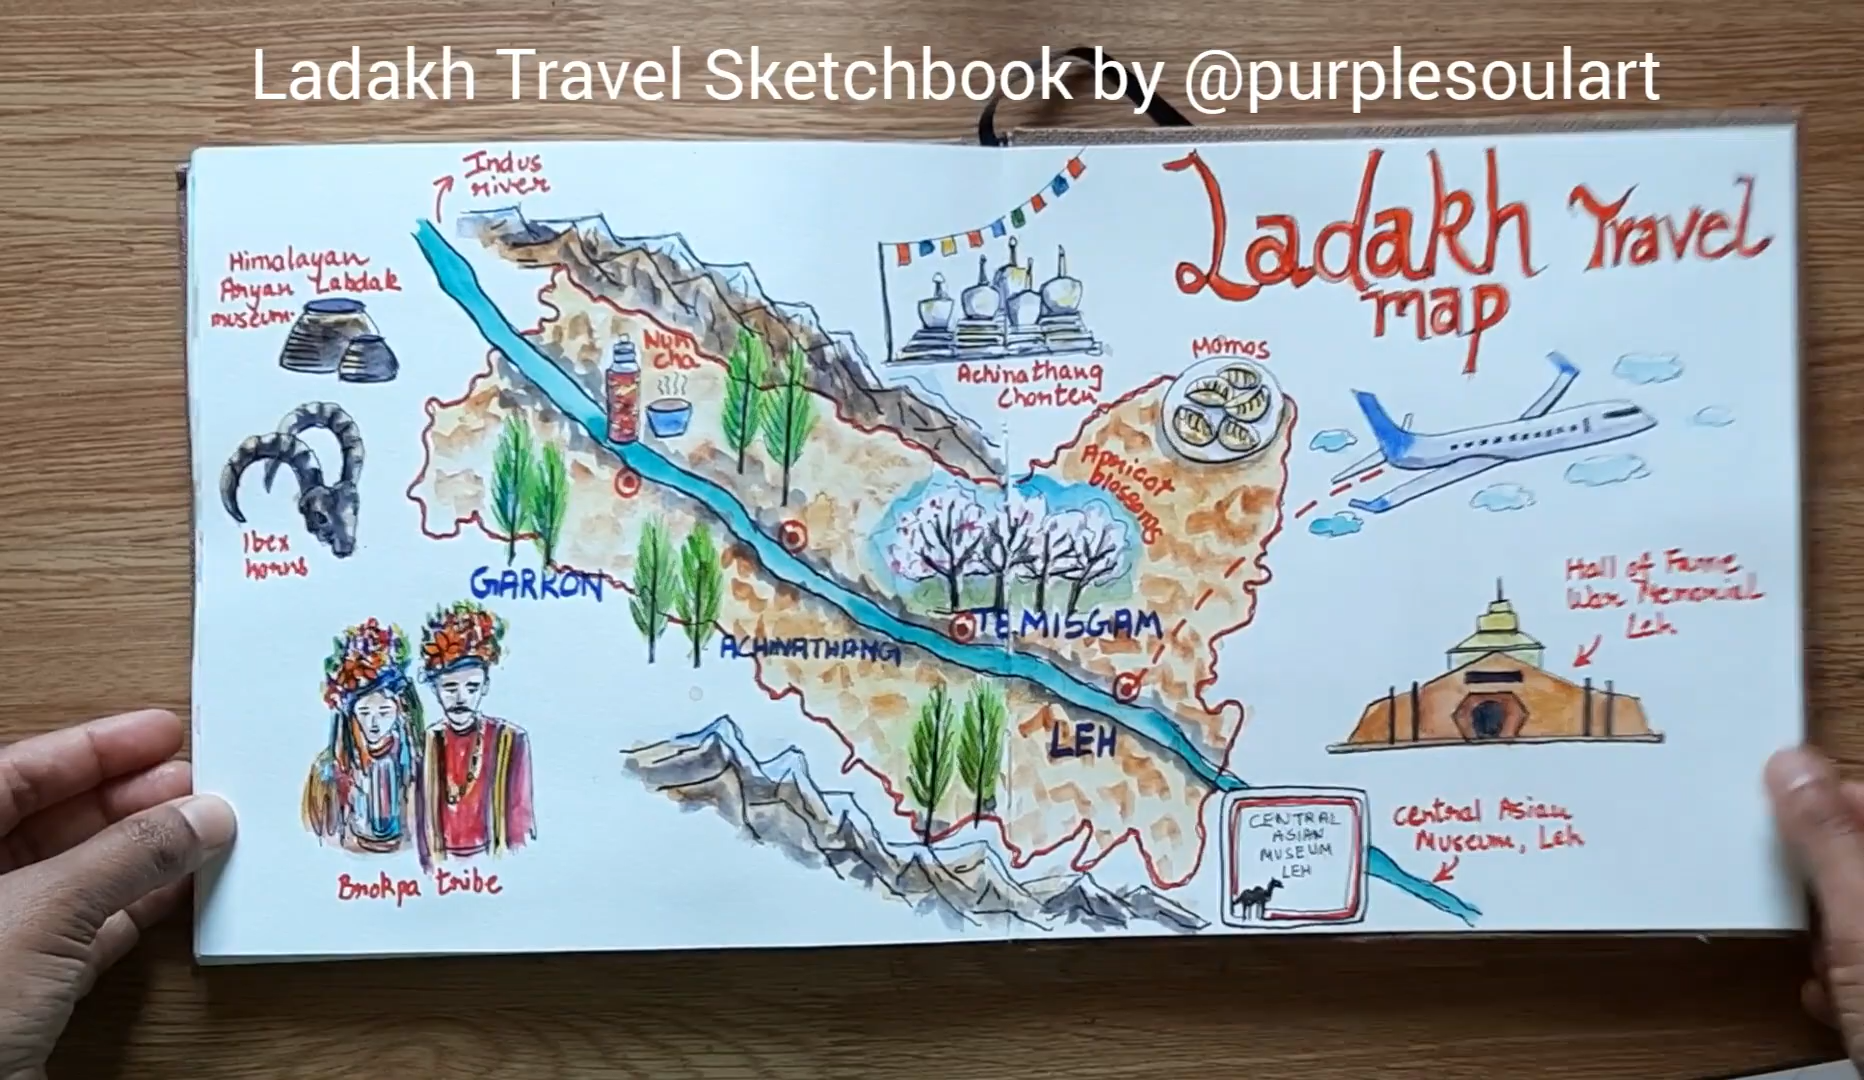 Ladakh Travel Sketchbook by @purplesoulart
Indus
river
Ladakh Travel
map
Himalayan
Aryan Labdak
museum
Nun
cha
Momos
Achinathang
Chorten
Apricot
blossoms
Ibex
horns
GARKON
ACHINATHANG
TEMISGAM
LEH
Hall of Fame
War Memorial
Leh
Brokpa tribe
CENTRAL
ASIAN
MUSEUM
LEH
Central Asian
Museum, Leh